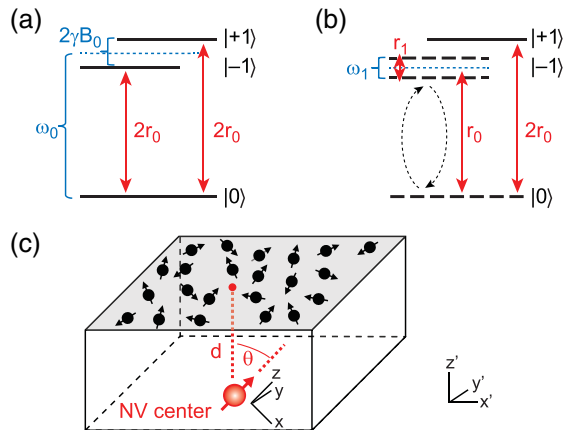 (a)
2γB₀
|+1⟩
|−1⟩
ω₀
2r₀
2r₀
|0⟩
(b)
|+1⟩
r₁
|−1⟩
ω₁
r₀
2r₀
|0⟩
(c)
d
θ
z
y
x
NV center
z'
y'
x'